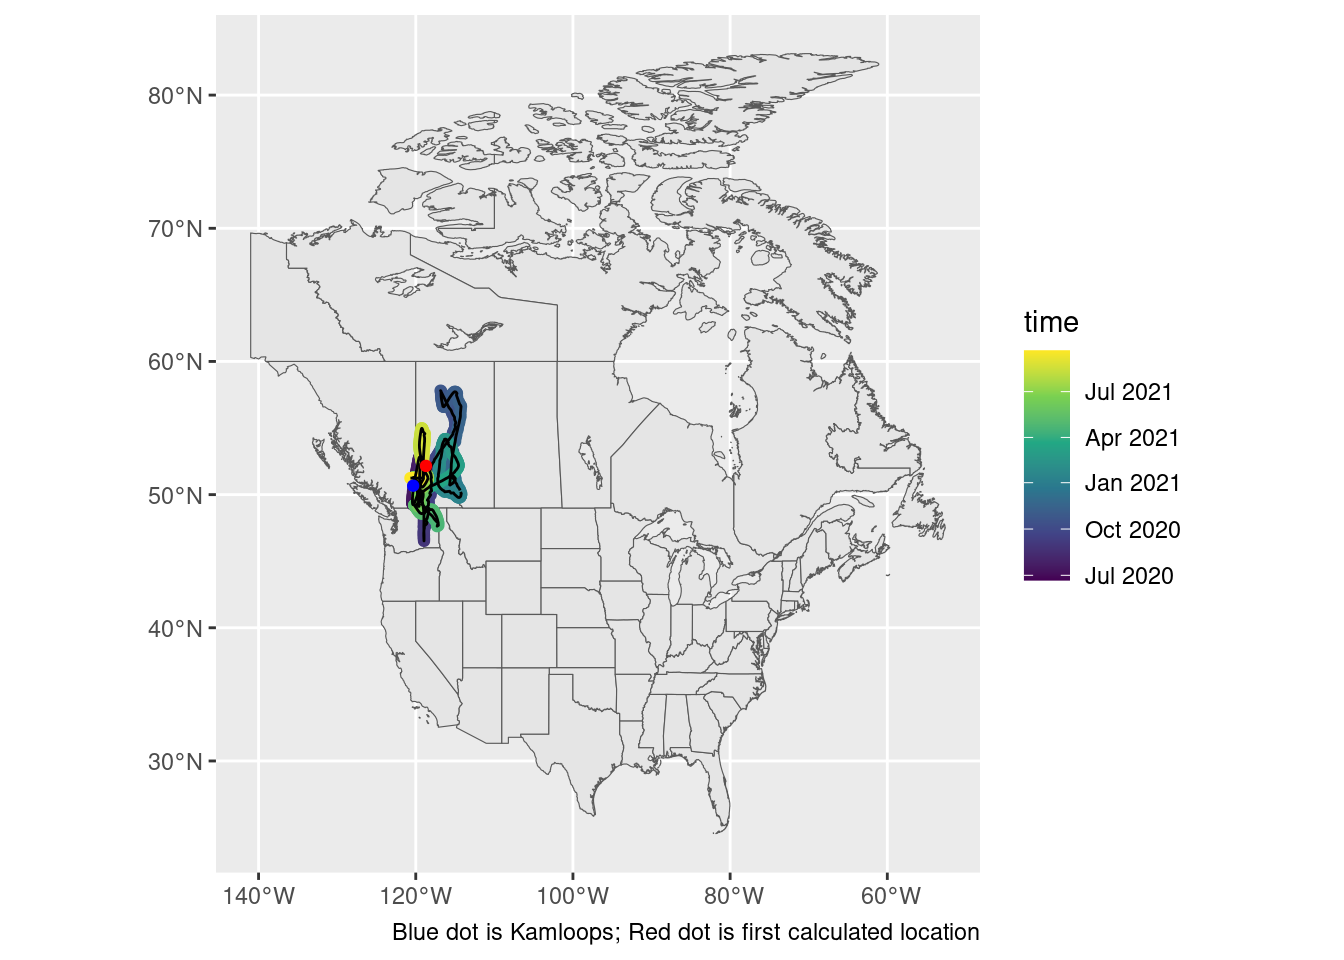 80°N
70°N
60°N
50°N
40°N
30°N
140°W
120°W
100°W
80°W
60°W
time
Jul 2021
Apr 2021
Jan 2021
Oct 2020
Jul 2020
Blue dot is Kamloops; Red dot is first calculated location